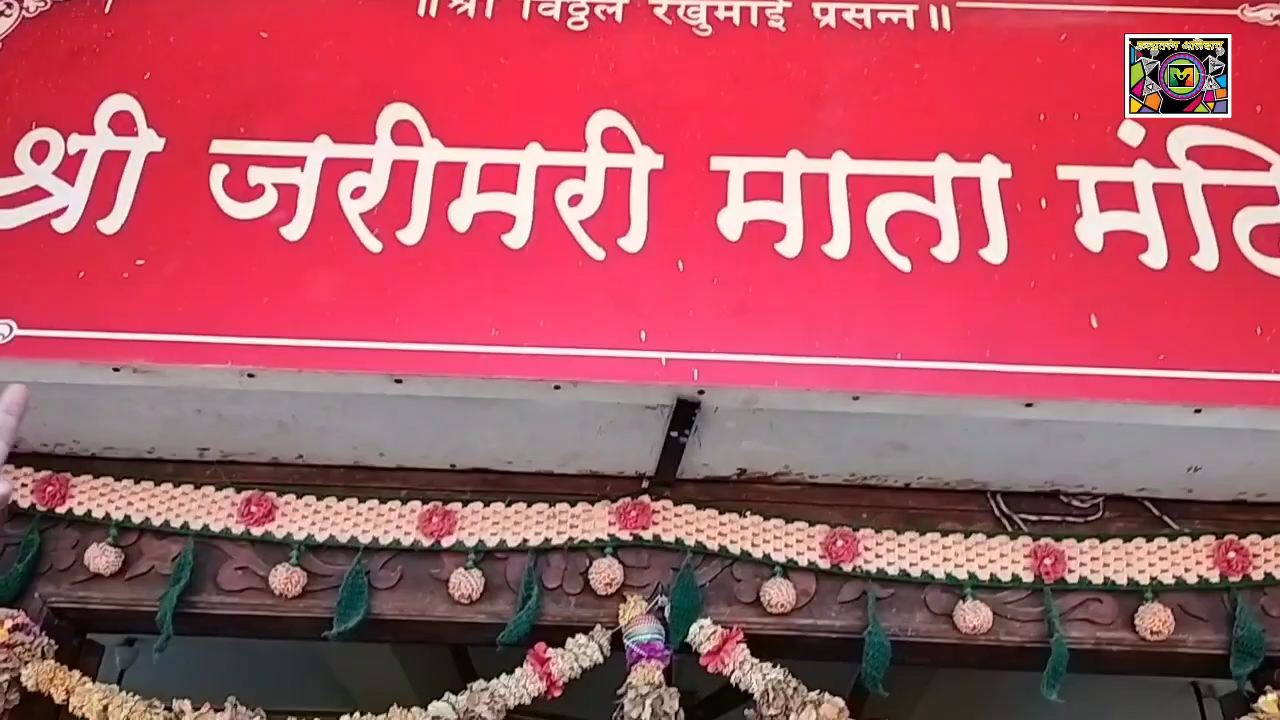 ॥श्री विठ्ठल रखुमाई प्रसन्न॥
श्री जरीमरी माता मंदि